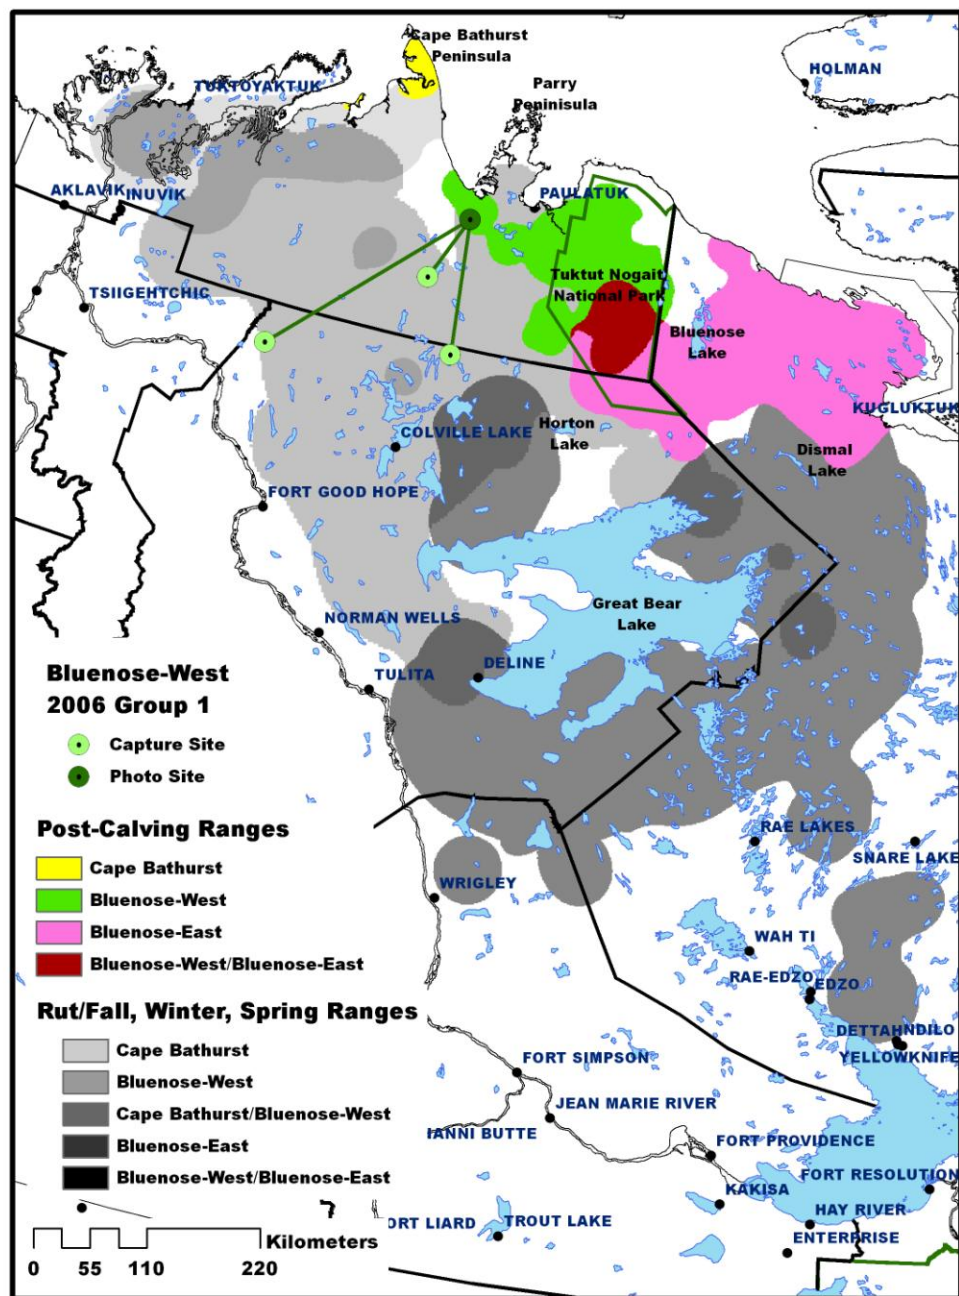 Cape Bathurst
Peninsula
HOLMAN
Parry
Peninisula
TUKTOYAKTUK
AKLAVIK
INUVIK
PAULATUK
Tuktut Nogait
National Park
TSIIGEHTCHIC
Bluenose
Lake
KUGLUKTUK
Horton
Lake
COLVILLE LAKE
Dismal
Lake
FORT GOOD HOPE
Great Bear
Lake
NORMAN WELLS
DELINE
TULITA
Bluenose-West
2006 Group 1
Capture Site
Photo Site
Post-Calving Ranges
Cape Bathurst
Bluenose-West
Bluenose-East
Bluenose-West/Bluenose-East
RAE LAKES
SNARE LAKE
WRIGLEY
WAH TI
RAE-EDZO
EDZO
DETTAHNDILO
YELLOWKNIFE
Rut/Fall, Winter, Spring Ranges
Cape Bathurst
Bluenose-West
Cape Bathurst/Bluenose-West
Bluenose-East
Bluenose-West/Bluenose-East
FORT SIMPSON
JEAN MARIE RIVER
IANNI BUTTE
FORT PROVIDENCE
FORT RESOLUTION
KAKISA
HAY RIVER
ORT LIARD
TROUT LAKE
ENTERPRISE
Kilometers
0 55 110 220